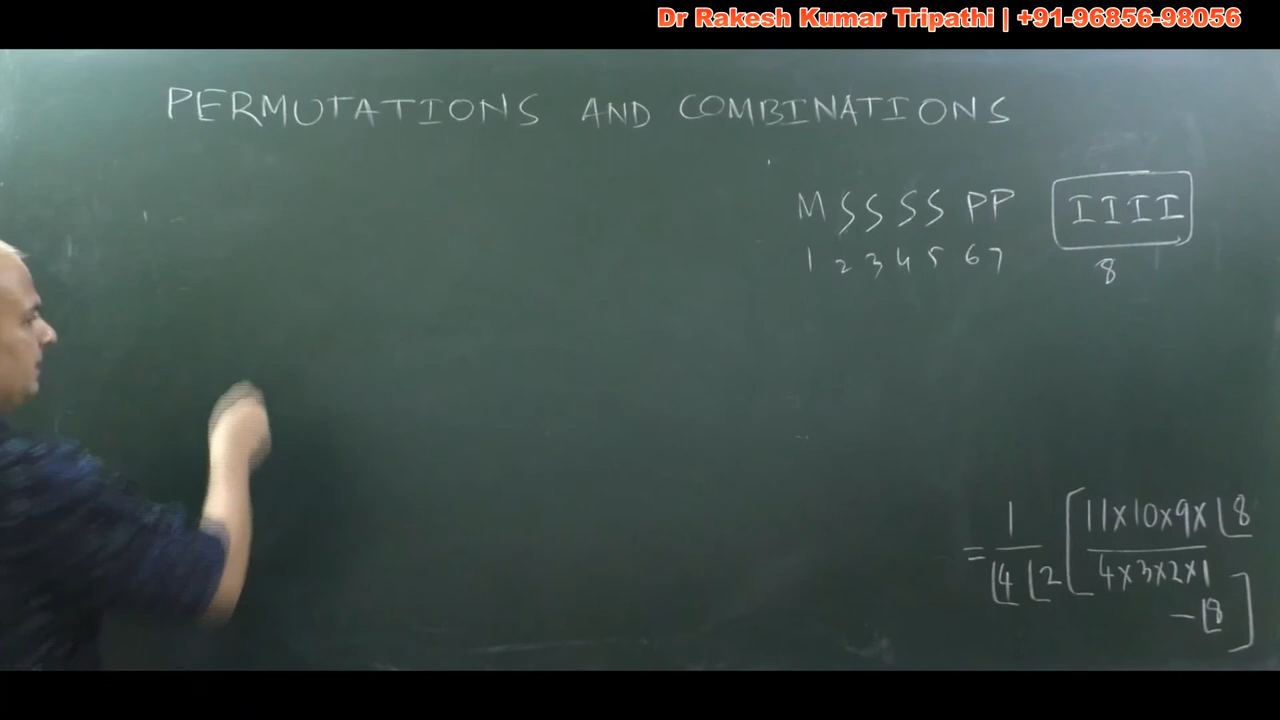 Dr Rakesh Kumar Tripathi | +91-96856-98056
PERMUTATIONS AND COMBINATIONS
M S S S S P P I I I I
1 2 3 4 5 6 7 8
1 11x10x9x⌊8
= ⌊4 ⌊2 [ 4x3x2x1
-⌊8 ]